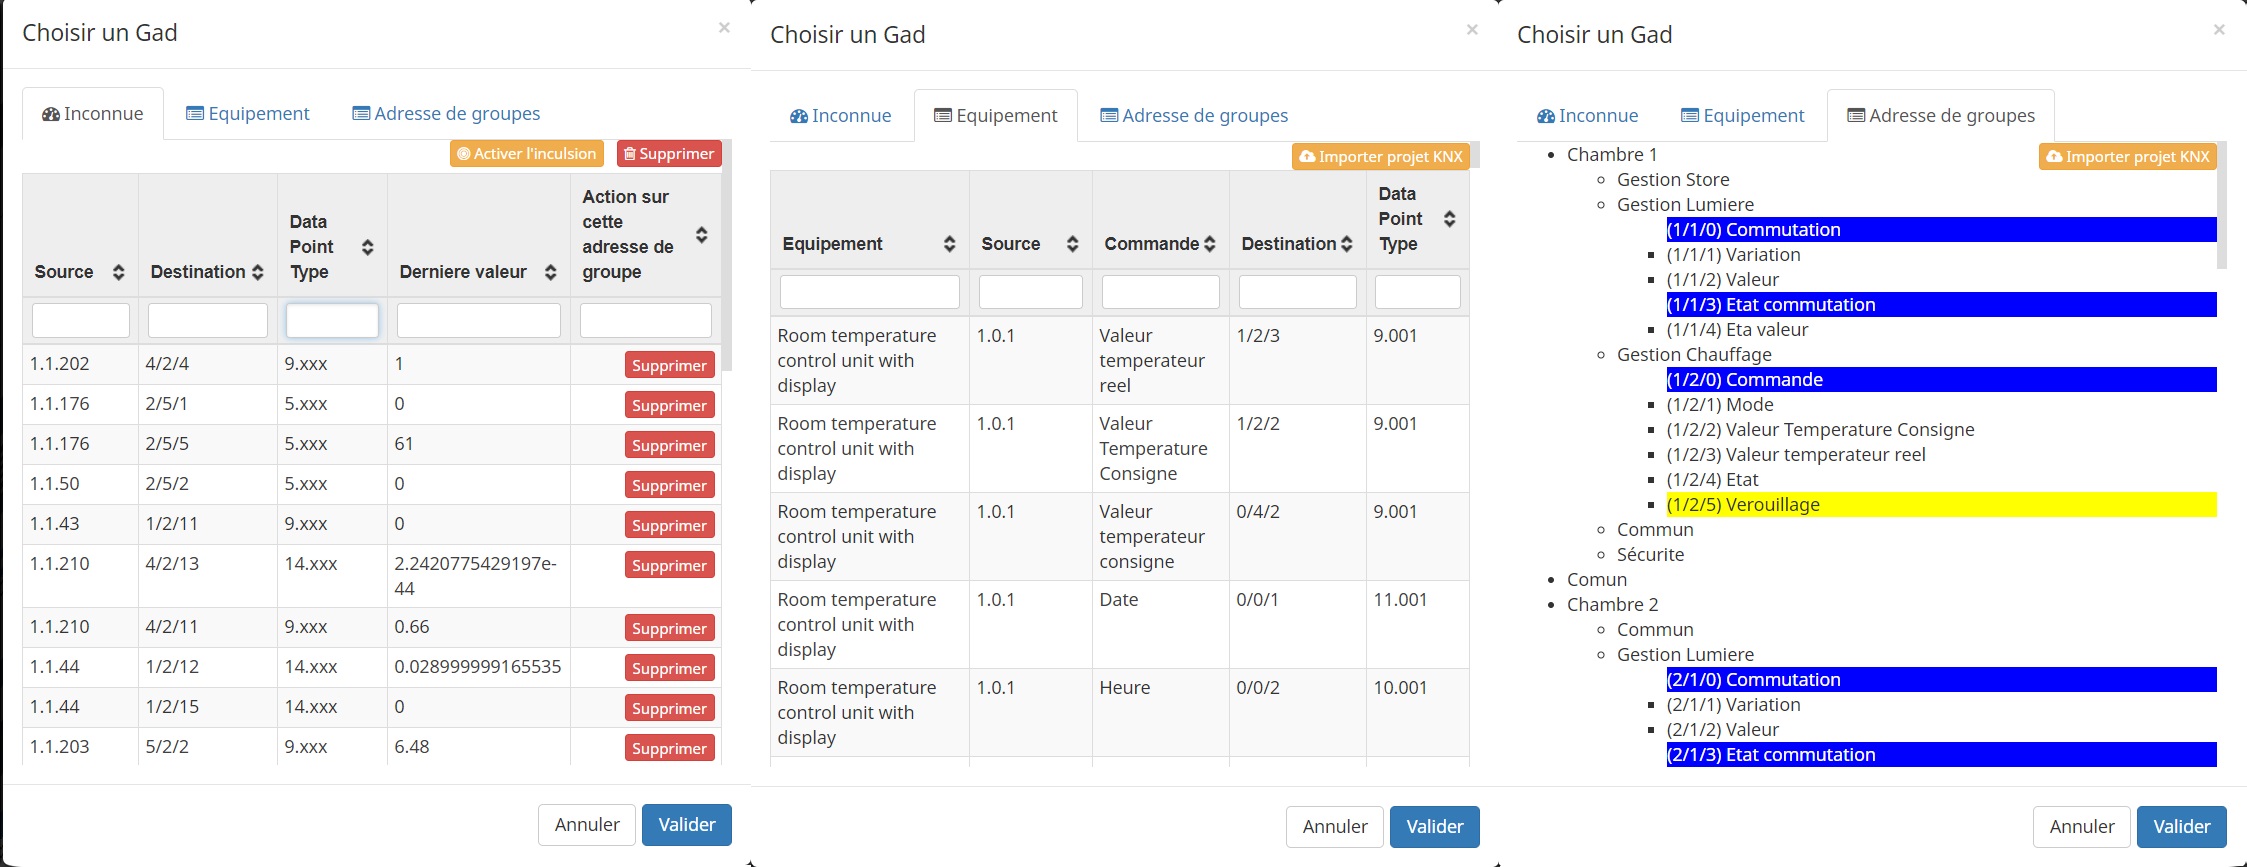 Choisir un Gad ×
Inconnue Equipement Adresse de groupes
Activer l'inculsion Supprimer
Source Destination Data Point Type Derniere valeur Action sur cette adresse de groupe
1.1.202 4/2/4 9.xxx 1 Supprimer
1.1.176 2/5/1 5.xxx 0 Supprimer
1.1.176 2/5/5 5.xxx 61 Supprimer
1.1.50 2/5/2 5.xxx 0 Supprimer
1.1.43 1/2/11 9.xxx 0 Supprimer
1.1.210 4/2/13 14.xxx 2.2420775429197e-44 Supprimer
1.1.210 4/2/11 9.xxx 0.66 Supprimer
1.1.44 1/2/12 14.xxx 0.028999999165535 Supprimer
1.1.44 1/2/15 14.xxx 0 Supprimer
1.1.203 5/2/2 9.xxx 6.48 Supprimer
Annuler Valider
Choisir un Gad ×
Inconnue Equipement Adresse de groupes
Importer projet KNX
Equipement Source Commande Destination Data Point Type
Room temperature control unit with display 1.0.1 Valeur temperateur reel 1/2/3 9.001
Room temperature control unit with display 1.0.1 Valeur Temperature Consigne 1/2/2 9.001
Room temperature control unit with display 1.0.1 Valeur temperateur consigne 0/4/2 9.001
Room temperature control unit with display 1.0.1 Date 0/0/1 11.001
Room temperature control unit with display 1.0.1 Heure 0/0/2 10.001
Annuler Valider
Choisir un Gad ×
Inconnue Equipement Adresse de groupes
Importer projet KNX
Chambre 1
Gestion Store
Gestion Lumiere
(1/1/0) Commutation
(1/1/1) Variation
(1/1/2) Valeur
(1/1/3) Etat commutation
(1/1/4) Eta valeur
Gestion Chauffage
(1/2/0) Commande
(1/2/1) Mode
(1/2/2) Valeur Temperature Consigne
(1/2/3) Valeur temperateur reel
(1/2/4) Etat
(1/2/5) Verouillage
Commun
Sécurite
Comun
Chambre 2
Commun
Gestion Lumiere
(2/1/0) Commutation
(2/1/1) Variation
(2/1/2) Valeur
(2/1/3) Etat commutation
Annuler Valider